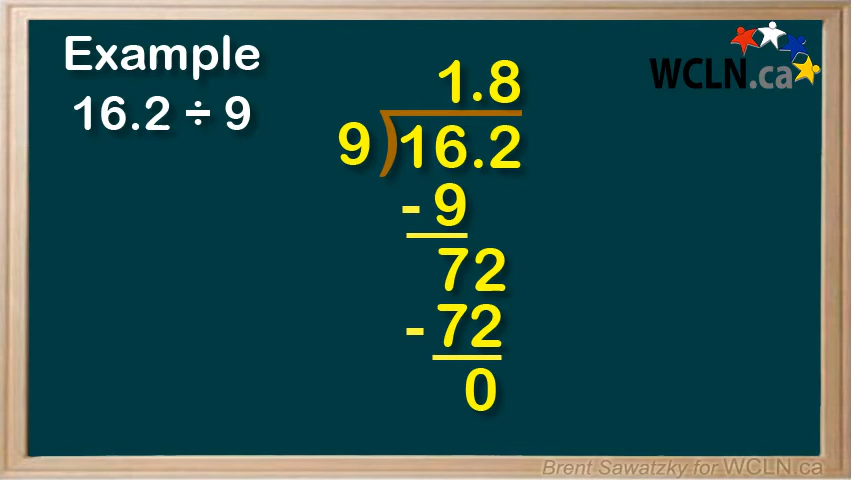 Example
16.2 ÷ 9
WCLN.ca
1.8
9)16.2
- 9
72
- 72
0
Brent Sawatzky for WCLN.ca